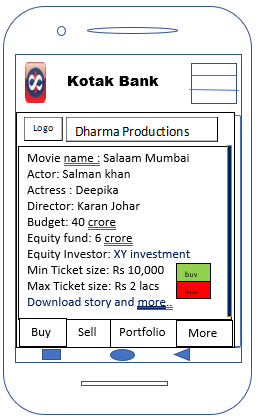 Kotak Bank
Logo
Dharma Productions
Movie name : Salaam Mumbai
Actor: Salman khan
Actress : Deepika
Director: Karan Johar
Budget: 40 crore
Equity fund: 6 crore
Equity Investor: XY investment
Min Ticket size: Rs 10,000
buy
Max Ticket size: Rs 2 lacs
buy
Download story and more..
Buy Sell Portfolio More